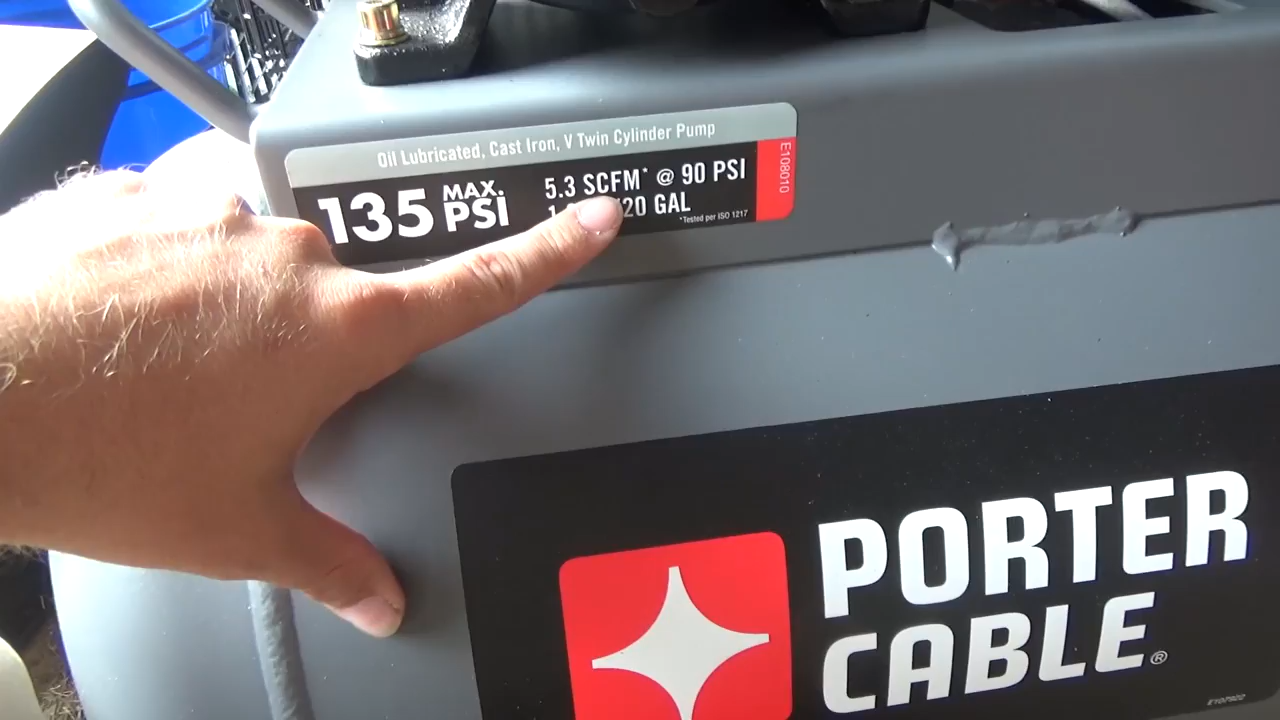 Oil Lubricated, Cast Iron, V Twin Cylinder Pump
135 MAX. PSI
5.3 SCFM* @ 90 PSI
20 GAL
*Tested per ISO 1217
E108010
PORTER
CABLE®